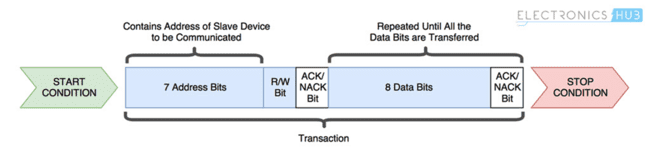 ELECTRONICS HUB
Contains Address of Slave Device
to be Communicated
Repeated Until All the
Data Bits are Transferred
START
CONDITION
7 Address Bits
R/W
Bit
ACK/
NACK
Bit
8 Data Bits
ACK/
NACK
Bit
STOP
CONDITION
Transaction